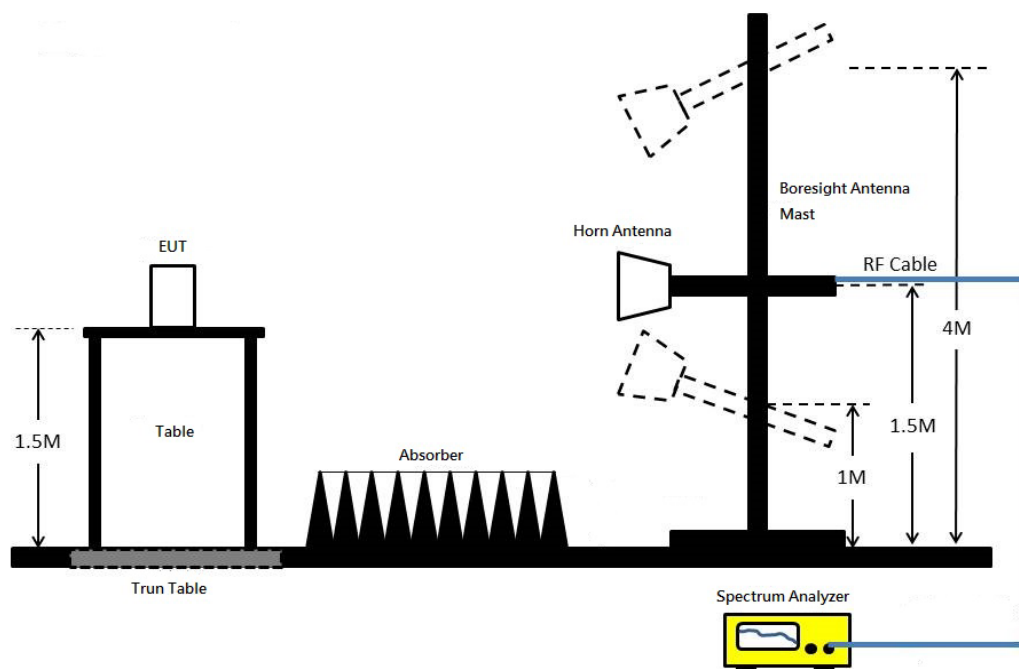 Boresight Antenna
Mast
Horn Antenna
EUT
RF Cable
4M
1.5M
1.5M
Table
Absorber
1M
Trun Table
Spectrum Analyzer